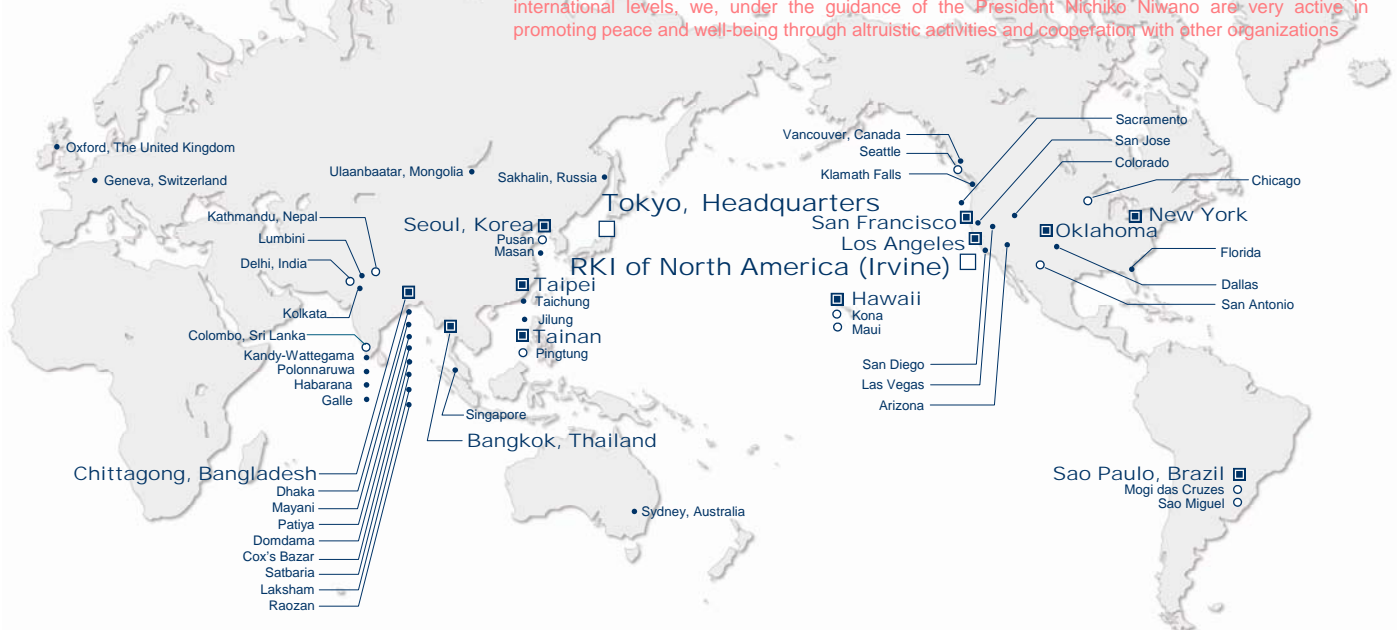 international levels, we, under the guidance of the President Nichiko Niwano are very active in
promoting peace and well-being through altruistic activities and cooperation with other organizations
Oxford, The United Kingdom
Geneva, Switzerland
Ulaanbaatar, Mongolia
Sakhalin, Russia
Tokyo, Headquarters
Seoul, Korea
Pusan
Masan
RKI of North America (Irvine)
Kathmandu, Nepal
Lumbini
Delhi, India
Kolkata
Colombo, Sri Lanka
Kandy-Wattegama
Polonnaruwa
Habarana
Galle
Taipei
Taichung
Jilung
Tainan
Pingtung
Singapore
Bangkok, Thailand
Chittagong, Bangladesh
Dhaka
Mayani
Patiya
Domdama
Cox's Bazar
Satbaria
Laksham
Raozan
Sydney, Australia
Vancouver, Canada
Seattle
Klamath Falls
San Francisco
Los Angeles
Hawaii
Kona
Maui
San Diego
Las Vegas
Arizona
Sacramento
San Jose
Colorado
Chicago
New York
Oklahoma
Florida
Dallas
San Antonio
Sao Paulo, Brazil
Mogi das Cruzes
Sao Miguel